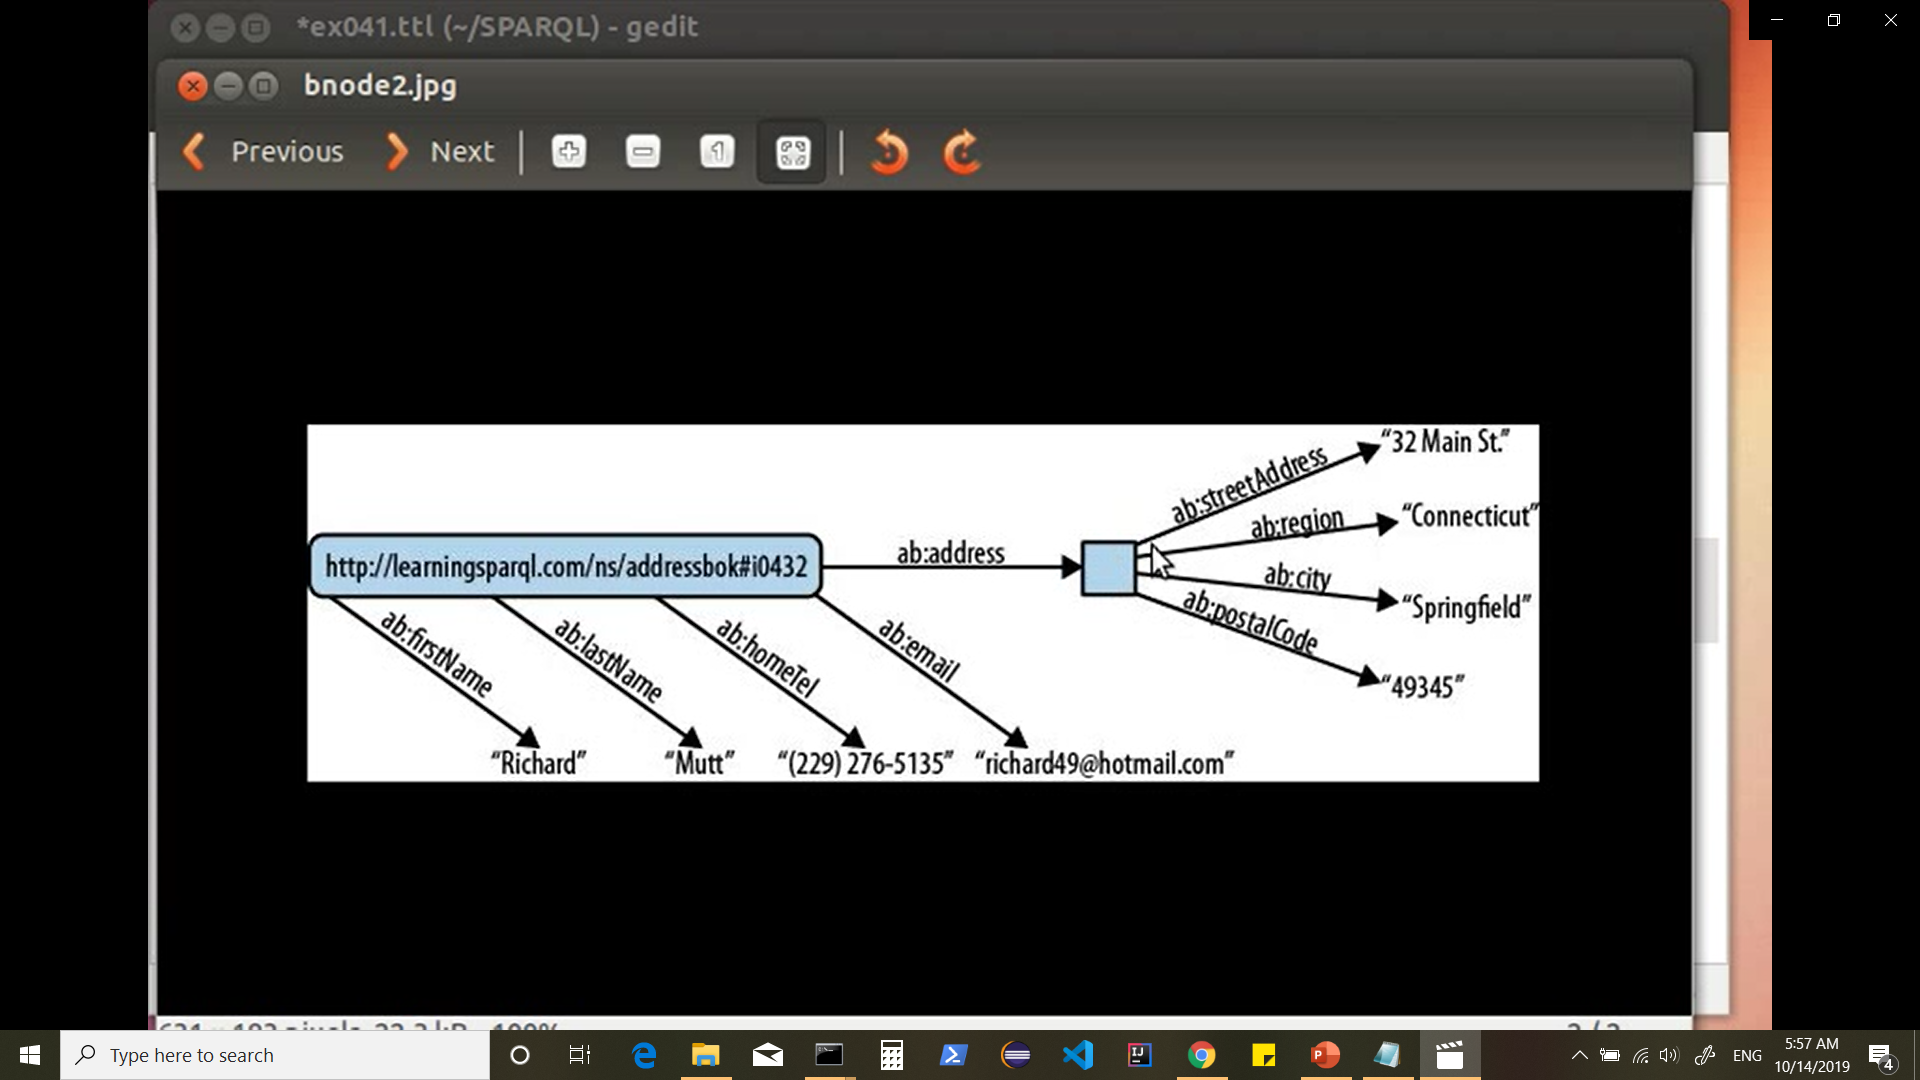 *ex041.ttl (~/SPARQL) - gedit
bnode2.jpg
Previous Next
"32 Main St."
ab:streetAddress
"Connecticut"
ab:region
http://learningsparql.com/ns/addressbok#i0432
ab:address
ab:city
"Springfield"
ab:postalCode
"49345"
ab:firstName
ab:lastName
ab:homeTel
ab:email
"Richard"
"Mutt"
"(229) 276-5135"
"richard49@hotmail.com"
Type here to search
ENG
5:57 AM
10/14/2019
4